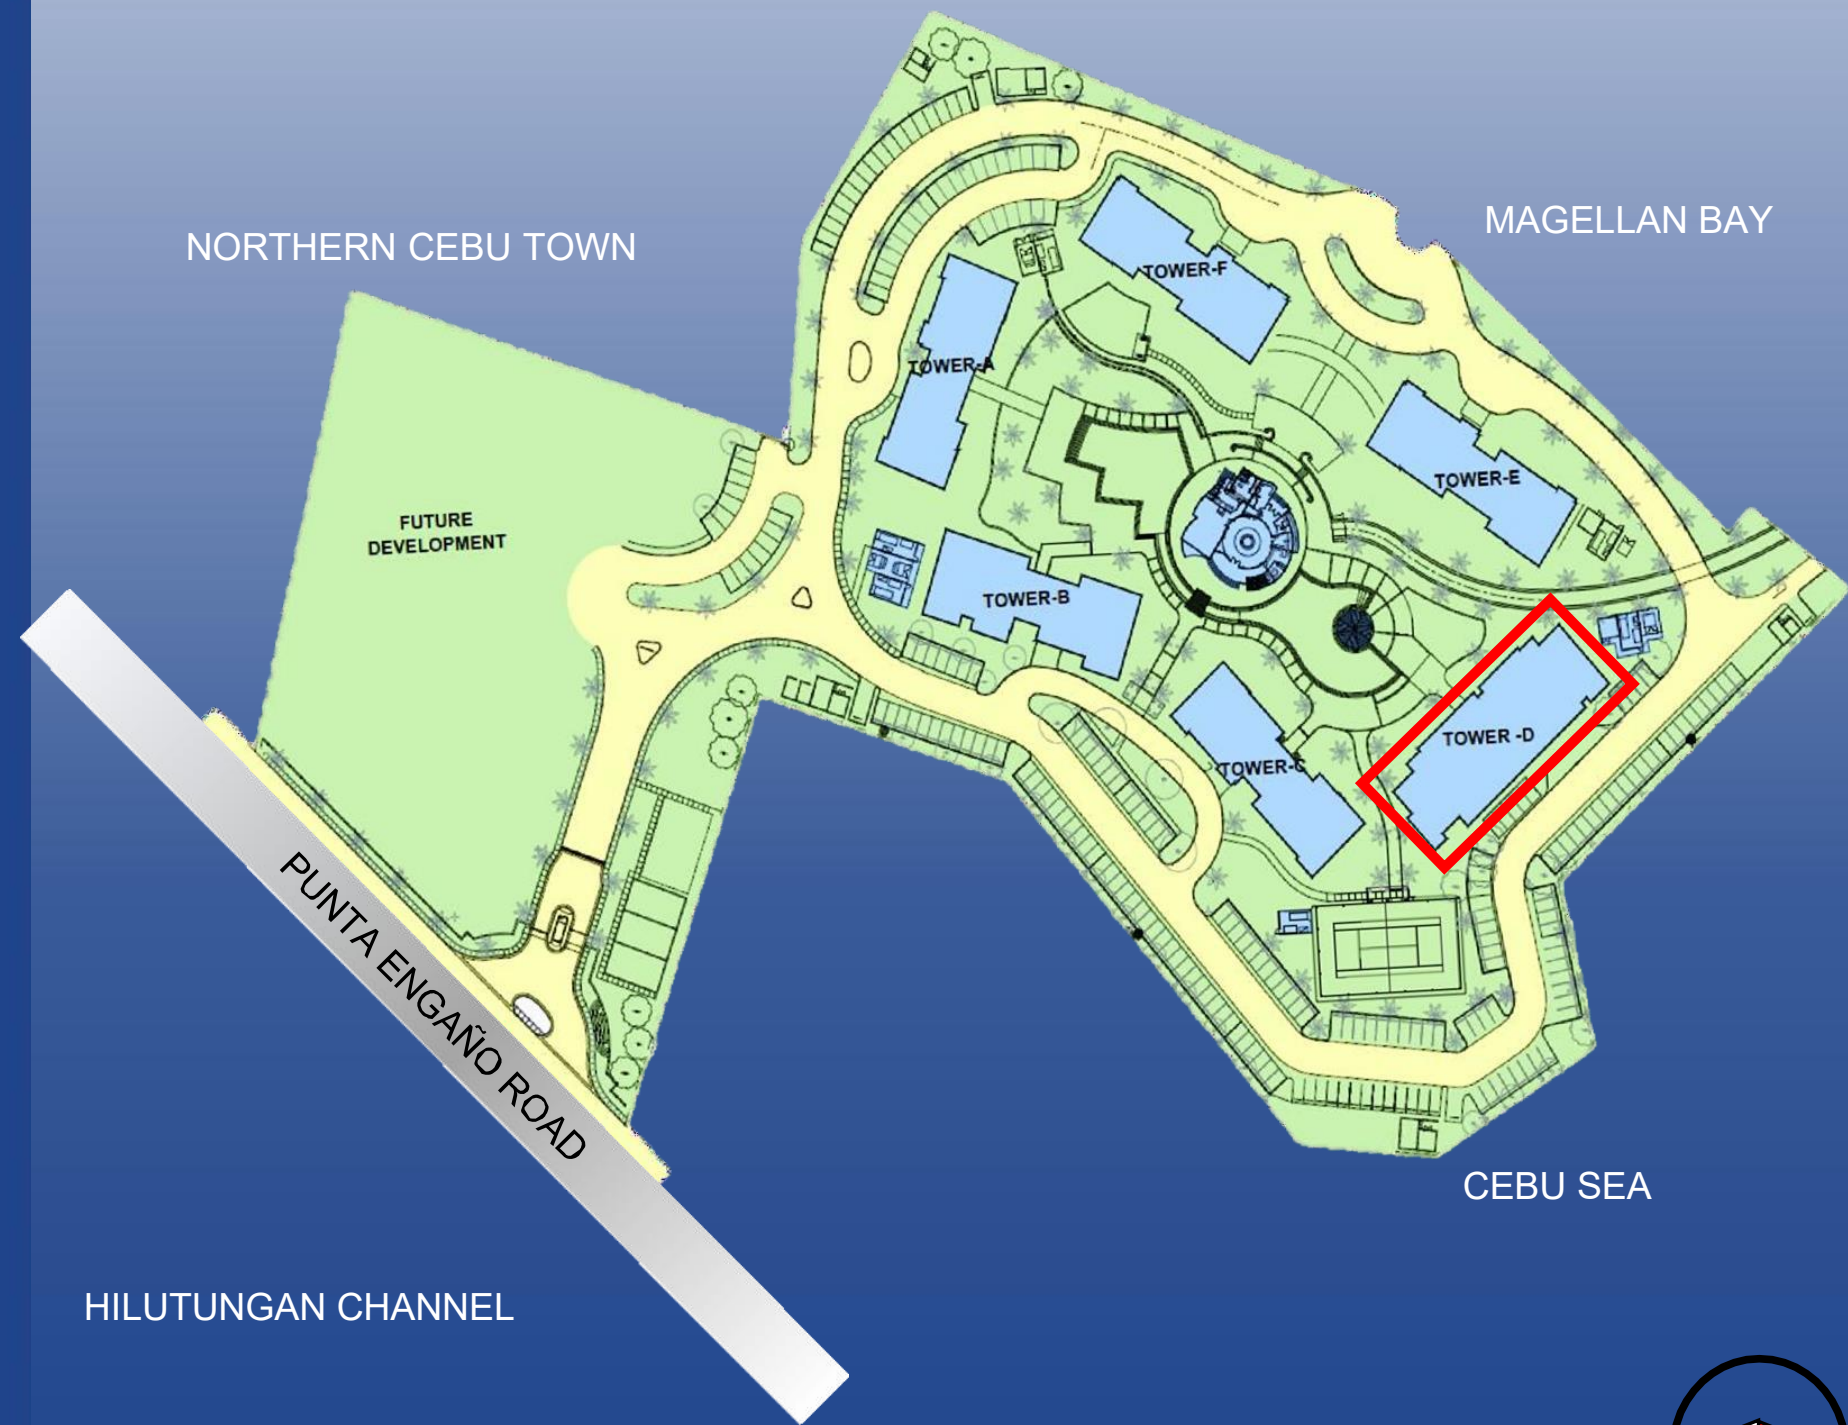 NORTHERN CEBU TOWN
MAGELLAN BAY
TOWER-F
TOWER-A
TOWER-E
FUTURE
DEVELOPMENT
TOWER-B
TOWER -D
TOWER-C
PUNTA ENGAÑO ROAD
CEBU SEA
HILUTUNGAN CHANNEL